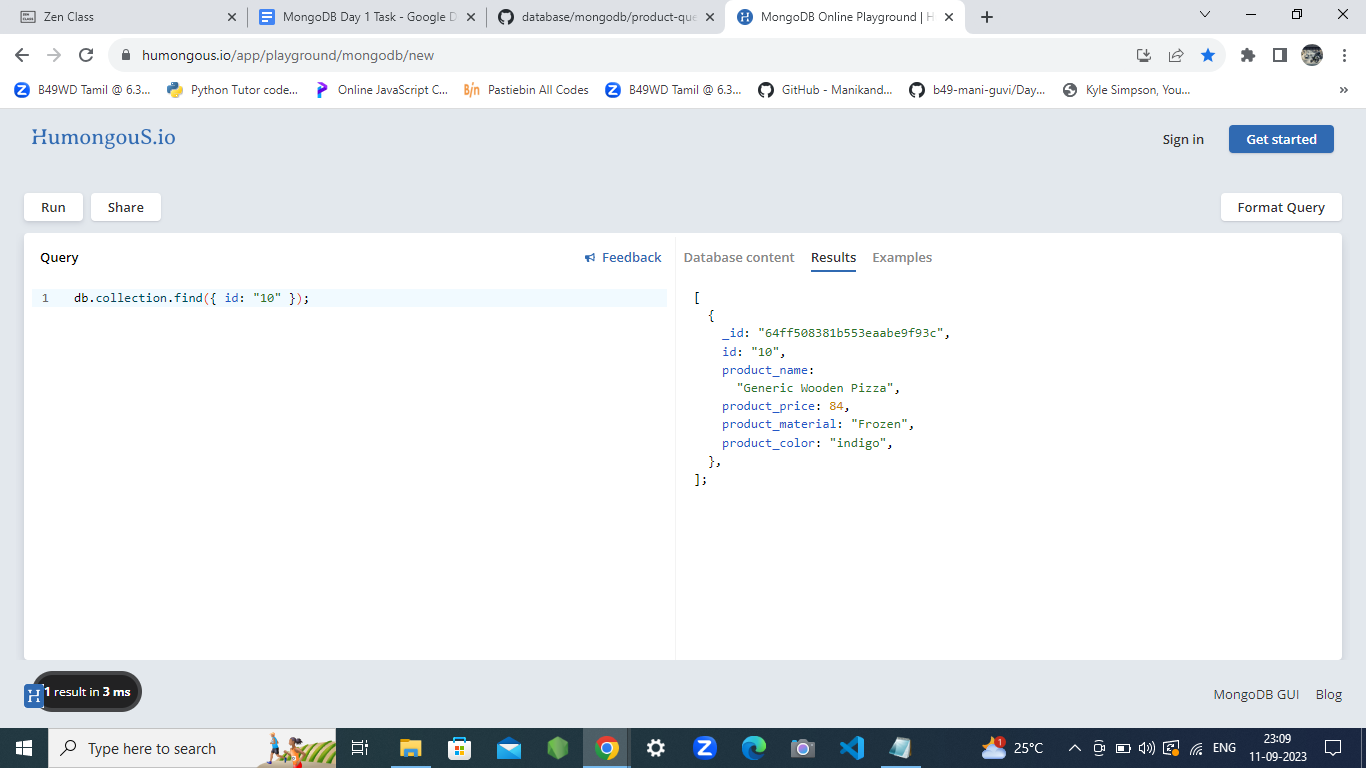 Zen Class
MongoDB Day 1 Task - Google D
database/mongodb/product-que
MongoDB Online Playground | H
humongous.io/app/playground/mongodb/new
B49WD Tamil @ 6.3...
Python Tutor code...
Online JavaScript C...
Pastiebin All Codes
B49WD Tamil @ 6.3...
GitHub - Manikand...
b49-mani-guvi/Day...
Kyle Simpson, You...
»
HumongouS.io
Sign in
Get started
Run
Share
Format Query
Query
Feedback
Database content
Results
Examples
1 db.collection.find({ id: "10" });
[
{
_id: "64ff508381b553eaabe9f93c",
id: "10",
product_name:
"Generic Wooden Pizza",
product_price: 84,
product_material: "Frozen",
product_color: "indigo",
},
];
H
1 result in 3 ms
MongoDB GUI
Blog
Type here to search
1
25°C
ENG
23:09
11-09-2023